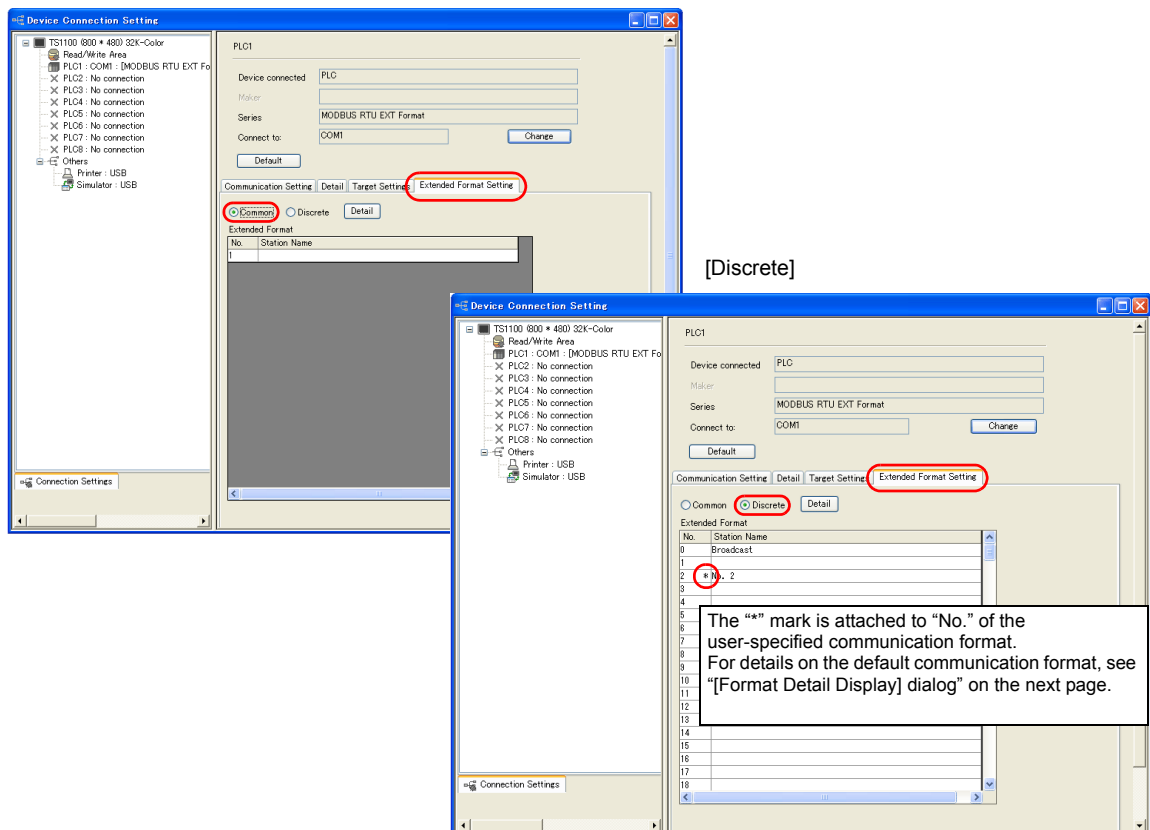 Device Connection Setting
TS1100 (800 * 480) 32K-Color
Read/Write Area
PLC1 : COM1 : [MODBUS RTU EXT Fo
PLC2 : No connection
PLC3 : No connection
PLC4 : No connection
PLC5 : No connection
PLC6 : No connection
PLC7 : No connection
PLC8 : No connection
Others
Printer : USB
Simulator : USB
Connection Settings
PLC1
Device connected PLC
Maker
Series MODBUS RTU EXT Format
Connect to: COM1 Change
Default
Communication Setting Detail Target Settings Extended Format Setting
Common Discrete Detail
Extended Format
No. Station Name
1
[Discrete]
Device Connection Setting
TS1100 (800 * 480) 32K-Color
Read/Write Area
PLC1 : COM1 : [MODBUS RTU EXT Fo
PLC2 : No connection
PLC3 : No connection
PLC4 : No connection
PLC5 : No connection
PLC6 : No connection
PLC7 : No connection
PLC8 : No connection
Others
Printer : USB
Simulator : USB
Connection Settings
PLC1
Device connected PLC
Maker
Series MODBUS RTU EXT Format
Connect to: COM1 Change
Default
Communication Setting Detail Target Settings Extended Format Setting
Common Discrete Detail
Extended Format
No. Station Name
0 Broadcast
1
2 * No. 2
3
4
5
6
7
8
9
10
11
12
13
14
15
16
17
18
The “*” mark is attached to “No.” of the
user-specified communication format.
For details on the default communication format, see
“[Format Detail Display] dialog” on the next page.